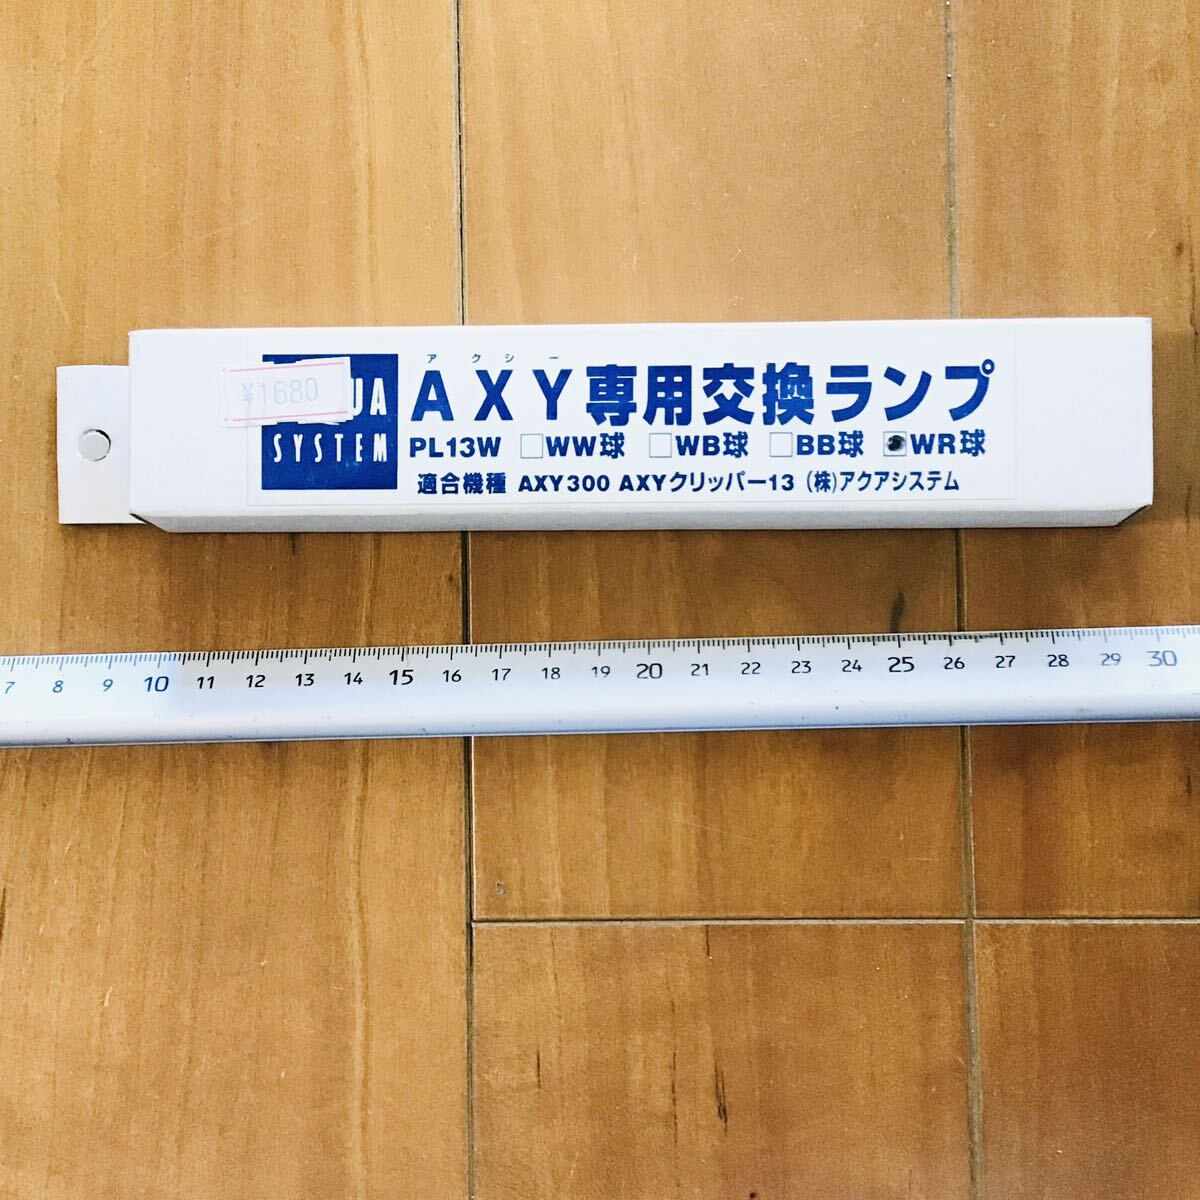 ¥1680
UA
SYSTEM
アクシー
AXY専用交換ランプ
PL13W □WW球 □WB球 □BB球 ☑WR球
適合機種 AXY300 AXYクリッパー13 (株)アクアシステム
7 8 9 10 11 12 13 14 15 16 17 18 19 20 21 22 23 24 25 26 27 28 29 30